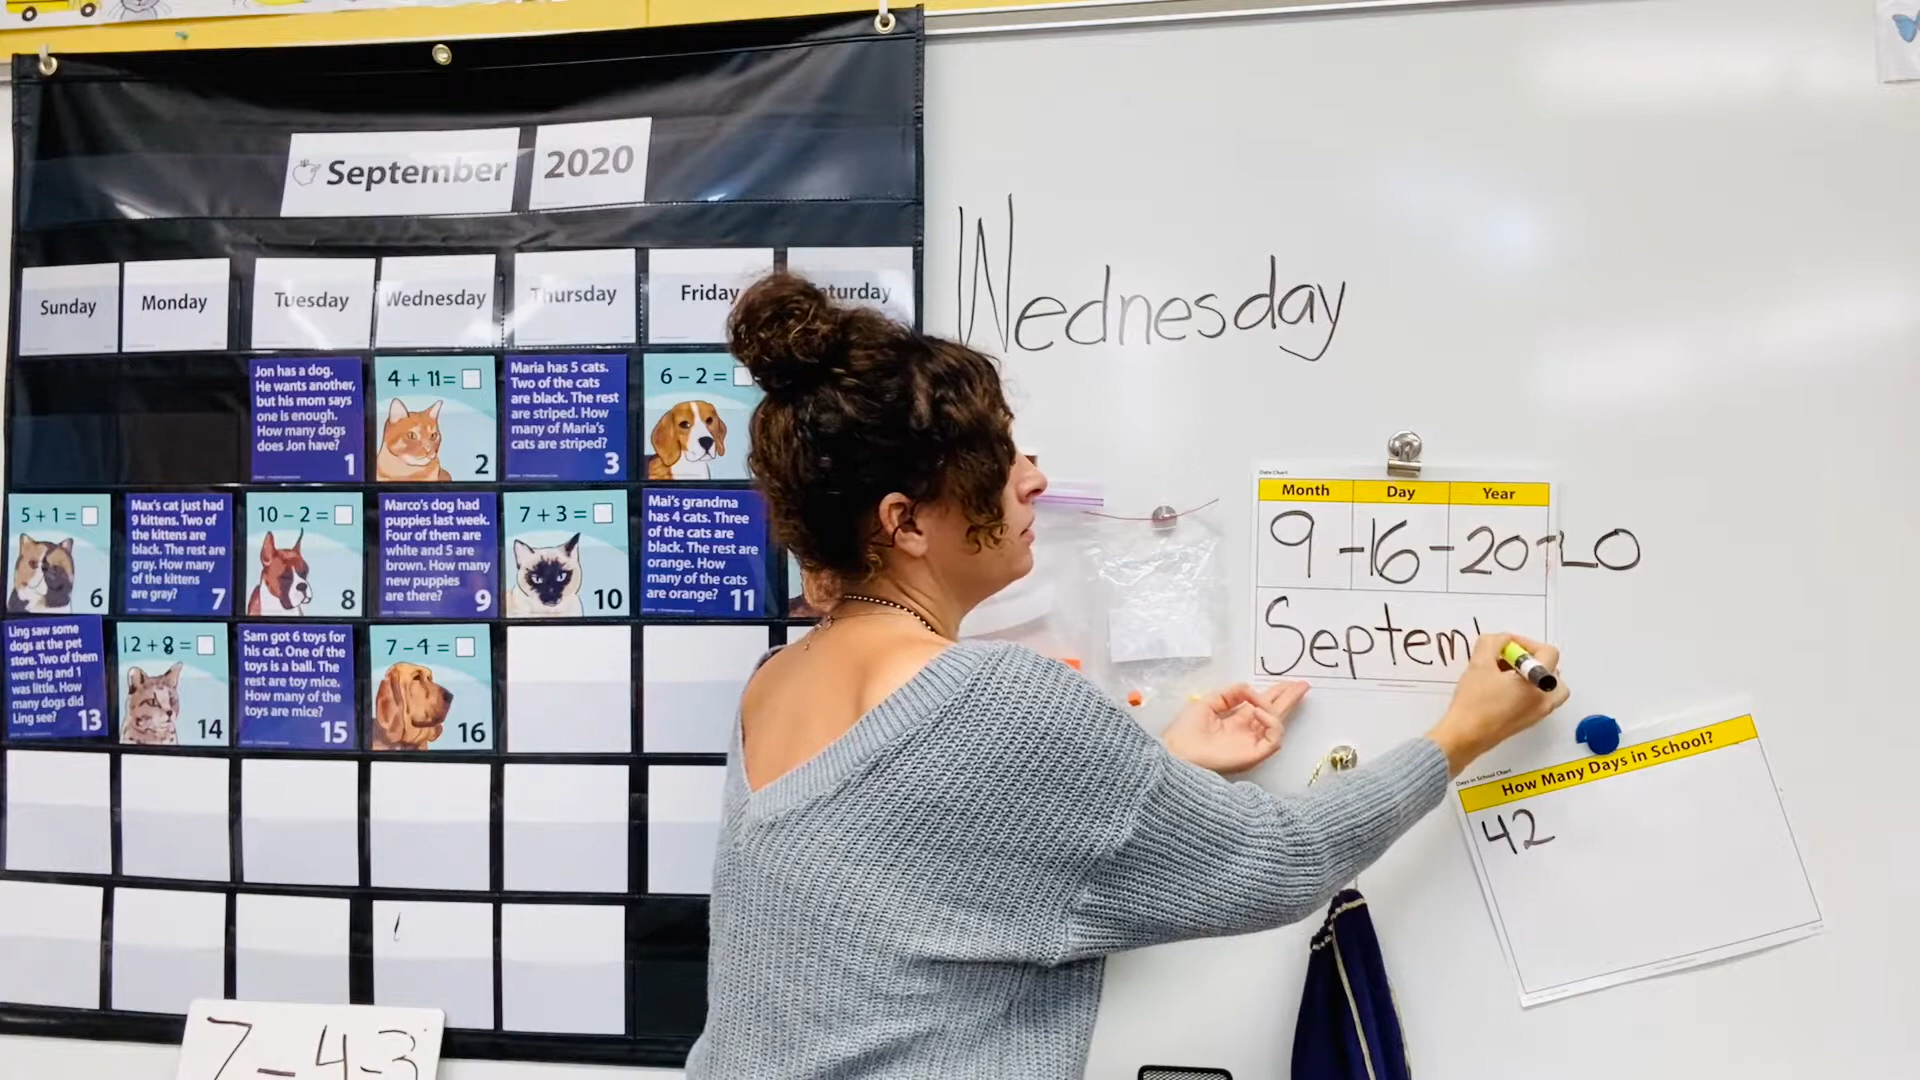 September 2020
Sunday Monday Tuesday Wednesday Thursday Friday
Jon has a dog.
He wants another,
but his mom says
one is enough.
How many dogs
does Jon have?
1
4 + 11 = □
2
Maria has 5 cats.
Two of the cats
are black. The rest
are striped. How
many of Maria's
cats are striped?
3
6 – 2 =
5 + 1 = □
6
Max's cat just had
9 kittens. Two of
the kittens are
black. The rest are
gray. How many
of the kittens
are gray?
7
10 – 2 = □
8
Marco's dog had
puppies last week.
Four of them are
white and 5 are
brown. How many
new puppies
are there?
9
7 + 3 = □
10
Mai's grandma
has 4 cats. Three
of the cats are
black. The rest are
orange. How
many of the cats
are orange?
11
Ling saw some
dogs at the pet
store. Two of them
were big and 1
was little. How
many dogs did
Ling see?
13
12 + 8 = □
14
Sam got 6 toys for
his cat. One of the
toys is a ball. The
rest are toy mice.
How many of the
toys are mice?
15
7 – 4 = □
16
7 – 4 = 3
Wednesday
Date Chart
Month Day Year
9 - 16 - 20-20
Septem
Days in School Chart
How Many Days in School?
42